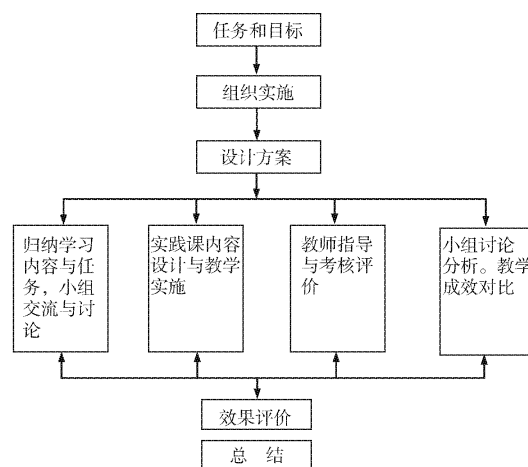 任务和目标
组织实施
设计方案
归纳学习
内容与任
务，小组
交流与讨
论
实践课内容
设计与教学
实施
教师指导
与考核评
价
小组讨论
分析。教学
成效对比
效果评价
总 结